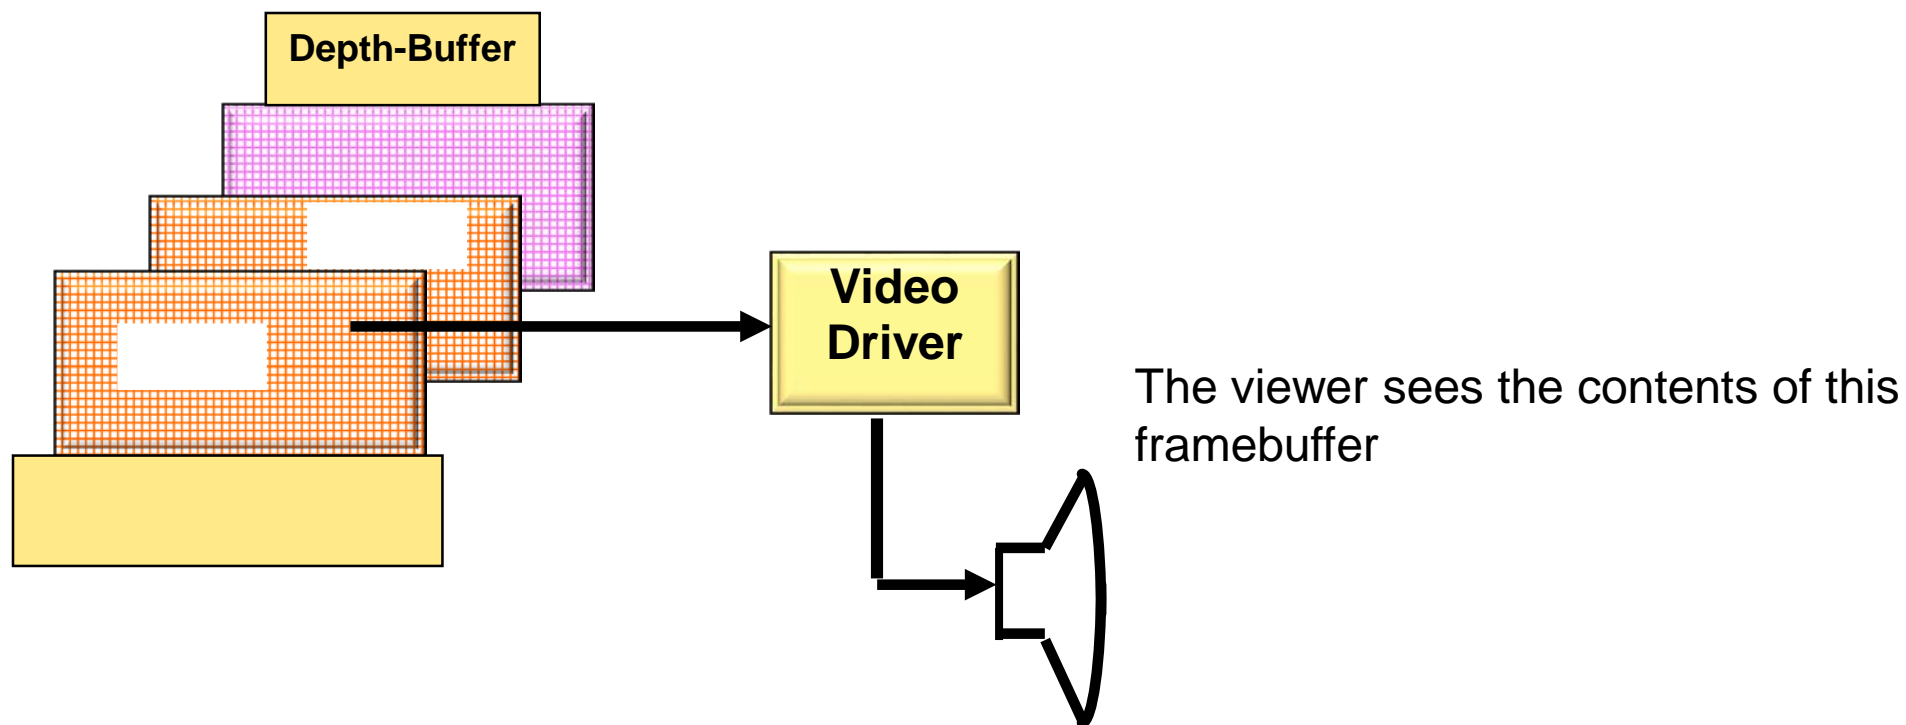 Depth-Buffer
Video
Driver
The viewer sees the contents of this
framebuffer